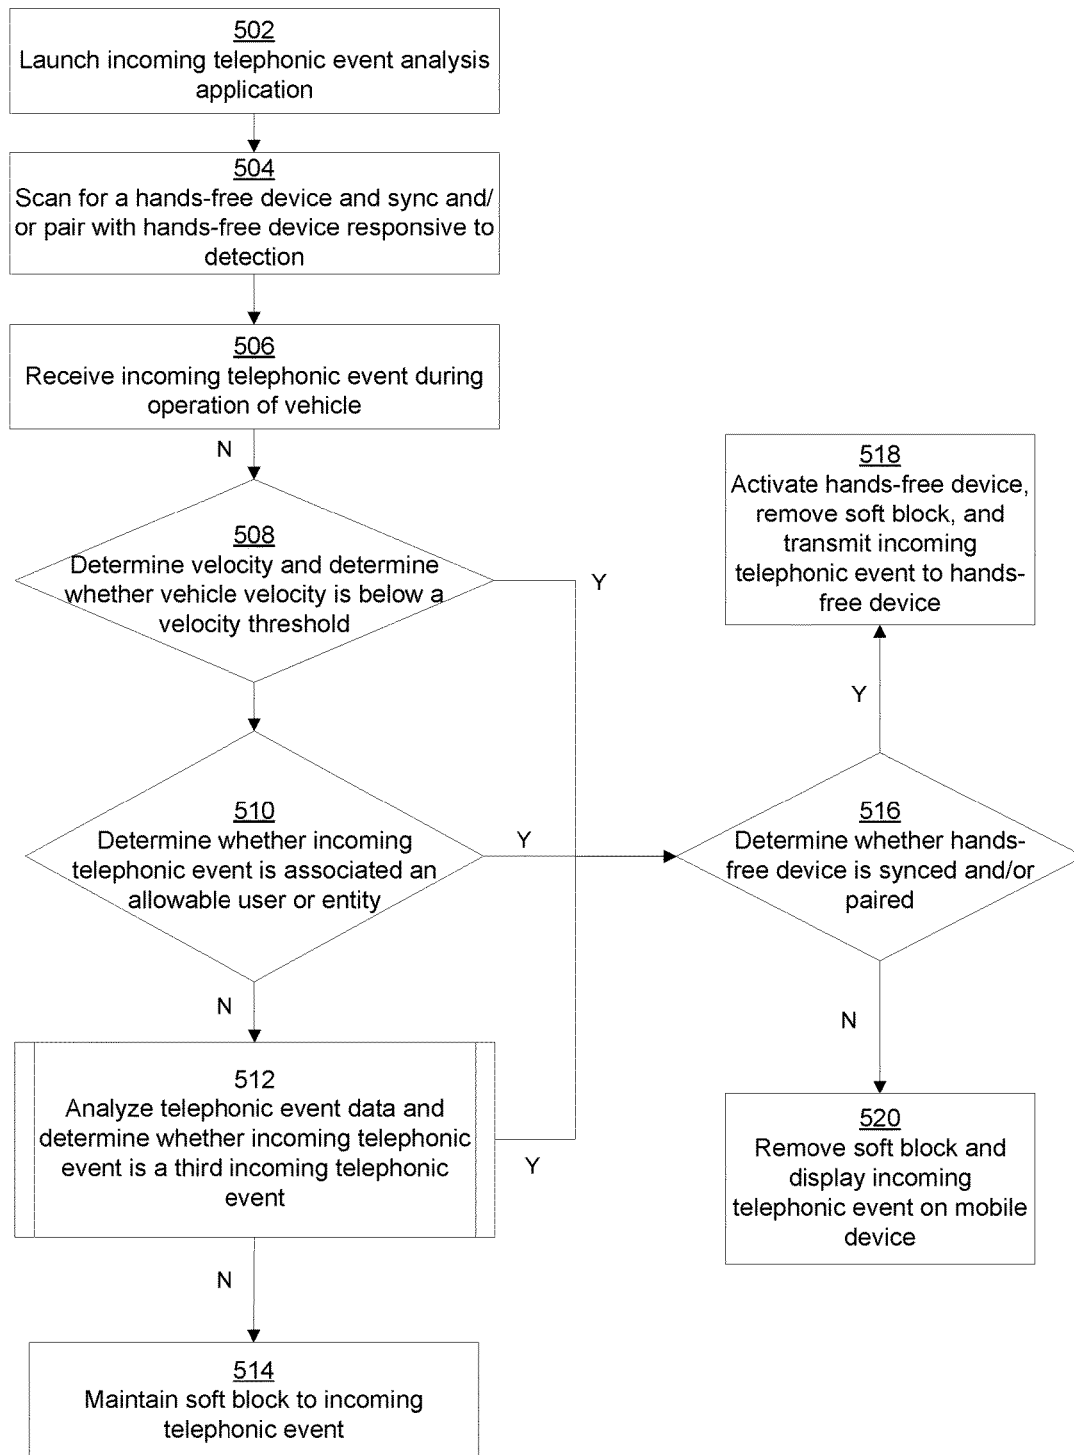 502
Launch incoming telephonic event analysis
application
504
Scan for a hands-free device and sync and/
or pair with hands-free device responsive to
detection
506
Receive incoming telephonic event during
operation of vehicle
N
508
Determine velocity and determine
whether vehicle velocity is below a
velocity threshold
Y
510
Determine whether incoming
telephonic event is associated an
allowable user or entity
Y
N
512
Analyze telephonic event data and
determine whether incoming telephonic
event is a third incoming telephonic
event
Y
N
514
Maintain soft block to incoming
telephonic event
518
Activate hands-free device,
remove soft block, and
transmit incoming
telephonic event to hands-
free device
Y
516
Determine whether hands-
free device is synced and/or
paired
N
520
Remove soft block and
display incoming
telephonic event on mobile
device